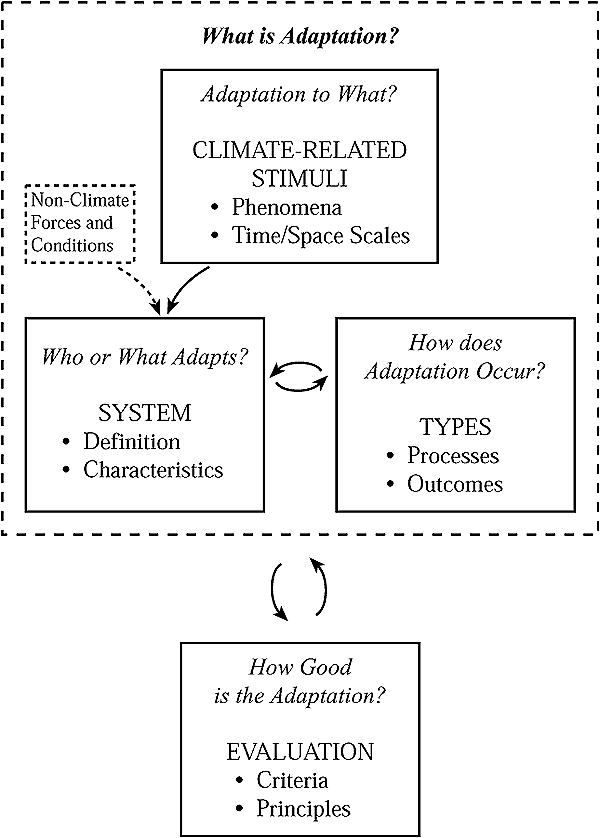 What is Adaptation?
Adaptation to What?
CLIMATE-RELATED
STIMULI
• Phenomena
• Time/Space Scales
Non-Climate
Forces and
Conditions
Who or What Adapts?
SYSTEM
• Definition
• Characteristics
How does
Adaptation Occur?
TYPES
• Processes
• Outcomes
How Good
is the Adaptation?
EVALUATION
• Criteria
• Principles